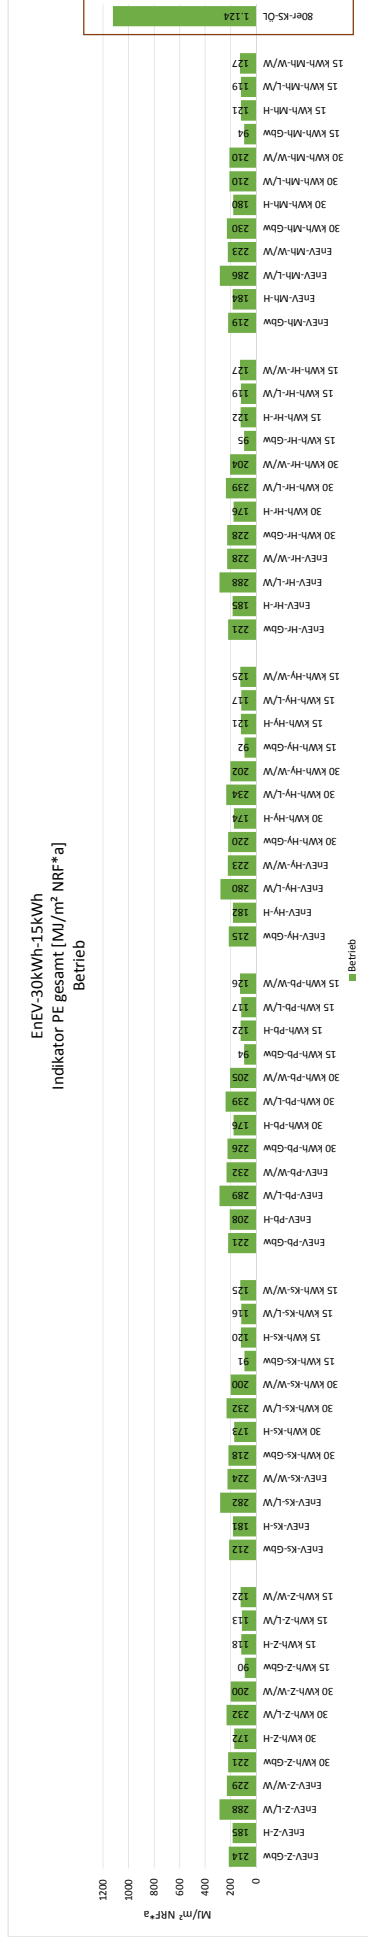 EnEV-30kWh-15kWh
Indikator PE gesamt [MJ/m² NRF*a]
Betrieb
MJ/m² NRF*a
1200
1000
800
600
400
200
0
214 EnEV-Z-Gbw
185 EnEV-Z-H
288 EnEV-Z-L/W
229 EnEV-Z-W/W
221 30 kWh-Z-Gbw
172 30 kWh-Z-H
232 30 kWh-Z-L/W
200 30 kWh-Z-W/W
90 15 kWh-Z-Gbw
118 15 kWh-Z-H
113 15 kWh-Z-L/W
122 15 kWh-Z-W/W
212 EnEV-Ks-Gbw
181 EnEV-Ks-H
282 EnEV-Ks-L/W
224 EnEV-Ks-W/W
218 30 kWh-Ks-Gbw
173 30 kWh-Ks-H
232 30 kWh-Ks-L/W
200 30 kWh-Ks-W/W
91 15 kWh-Ks-Gbw
120 15 kWh-Ks-H
116 15 kWh-Ks-L/W
125 15 kWh-Ks-W/W
221 EnEV-Pb-Gbw
208 EnEV-Pb-H
289 EnEV-Pb-L/W
232 EnEV-Pb-W/W
226 30 kWh-Pb-Gbw
176 30 kWh-Pb-H
239 30 kWh-Pb-L/W
205 30 kWh-Pb-W/W
94 15 kWh-Pb-Gbw
122 15 kWh-Pb-H
117 15 kWh-Pb-L/W
126 15 kWh-Pb-W/W
215 EnEV-Hy-Gbw
182 EnEV-Hy-H
280 EnEV-Hy-L/W
223 EnEV-Hy-W/W
220 30 kWh-Hy-Gbw
174 30 kWh-Hy-H
234 30 kWh-Hy-L/W
202 30 kWh-Hy-W/W
92 15 kWh-Hy-Gbw
121 15 kWh-Hy-H
117 15 kWh-Hy-L/W
125 15 kWh-Hy-W/W
221 EnEV-Hr-Gbw
185 EnEV-Hr-H
288 EnEV-Hr-L/W
228 EnEV-Hr-W/W
228 30 kWh-Hr-Gbw
176 30 kWh-Hr-H
239 30 kWh-Hr-L/W
204 30 kWh-Hr-W/W
95 15 kWh-Hr-Gbw
122 15 kWh-Hr-H
119 15 kWh-Hr-L/W
127 15 kWh-Hr-W/W
219 EnEV-Mh-Gbw
184 EnEV-Mh-H
286 EnEV-Mh-L/W
223 EnEV-Mh-W/W
230 30 kWh-Mh-Gbw
180 30 kWh-Mh-H
210 30 kWh-Mh-L/W
210 30 kWh-Mh-W/W
94 15 kWh-Mh-Gbw
121 15 kWh-Mh-H
119 15 kWh-Mh-L/W
127 15 kWh-Mh-W/W
1.124 80er-KS-ÖL
Betrieb